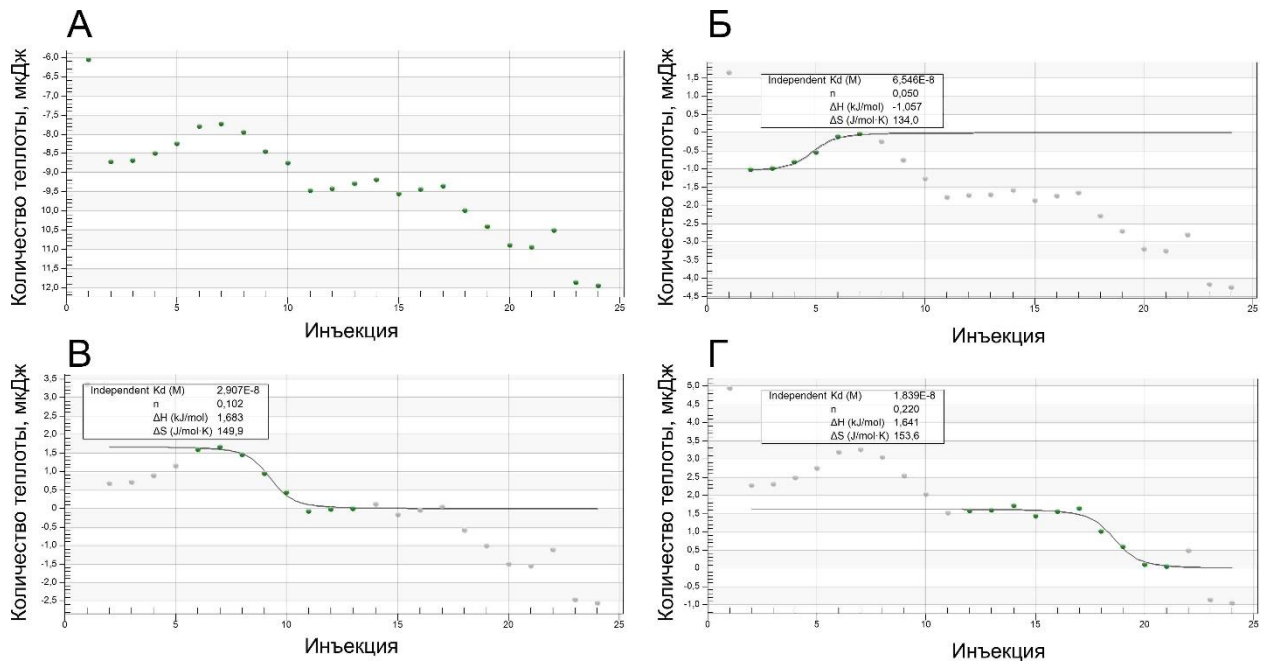 А
Количество теплоты, мкДж
-6,0
-6,5
-7,0
-7,5
-8,0
-8,5
-9,0
-9,5
10,0
10,5
11,0
11,5
12,0
0 5 10 15 20 25
Инъекция
Б
Количество теплоты, мкДж
1,5
1,0
0,5
0
-0,5
-1,0
-1,5
-2,0
-2,5
-3,0
-3,5
-4,0
-4,5
Independent Kd (M) 6,546E-8
n 0,050
ΔH (kJ/mol) -1,057
ΔS (J/mol·K) 134,0
0 5 10 15 20 25
Инъекция
В
Количество теплоты, мкДж
3,5
3,0
2,5
2,0
1,5
1,0
0,5
0
-0,5
-1,0
-1,5
-2,0
-2,5
Independent Kd (M) 2,907E-8
n 0,102
ΔH (kJ/mol) 1,683
ΔS (J/mol·K) 149,9
0 5 10 15 20 25
Инъекция
Г
Количество теплоты, мкДж
5,0
4,5
4,0
3,5
3,0
2,5
2,0
1,5
1,0
0,5
0
-0,5
-1,0
Independent Kd (M) 1,839E-8
n 0,220
ΔH (kJ/mol) 1,641
ΔS (J/mol·K) 153,6
0 5 10 15 20 25
Инъекция